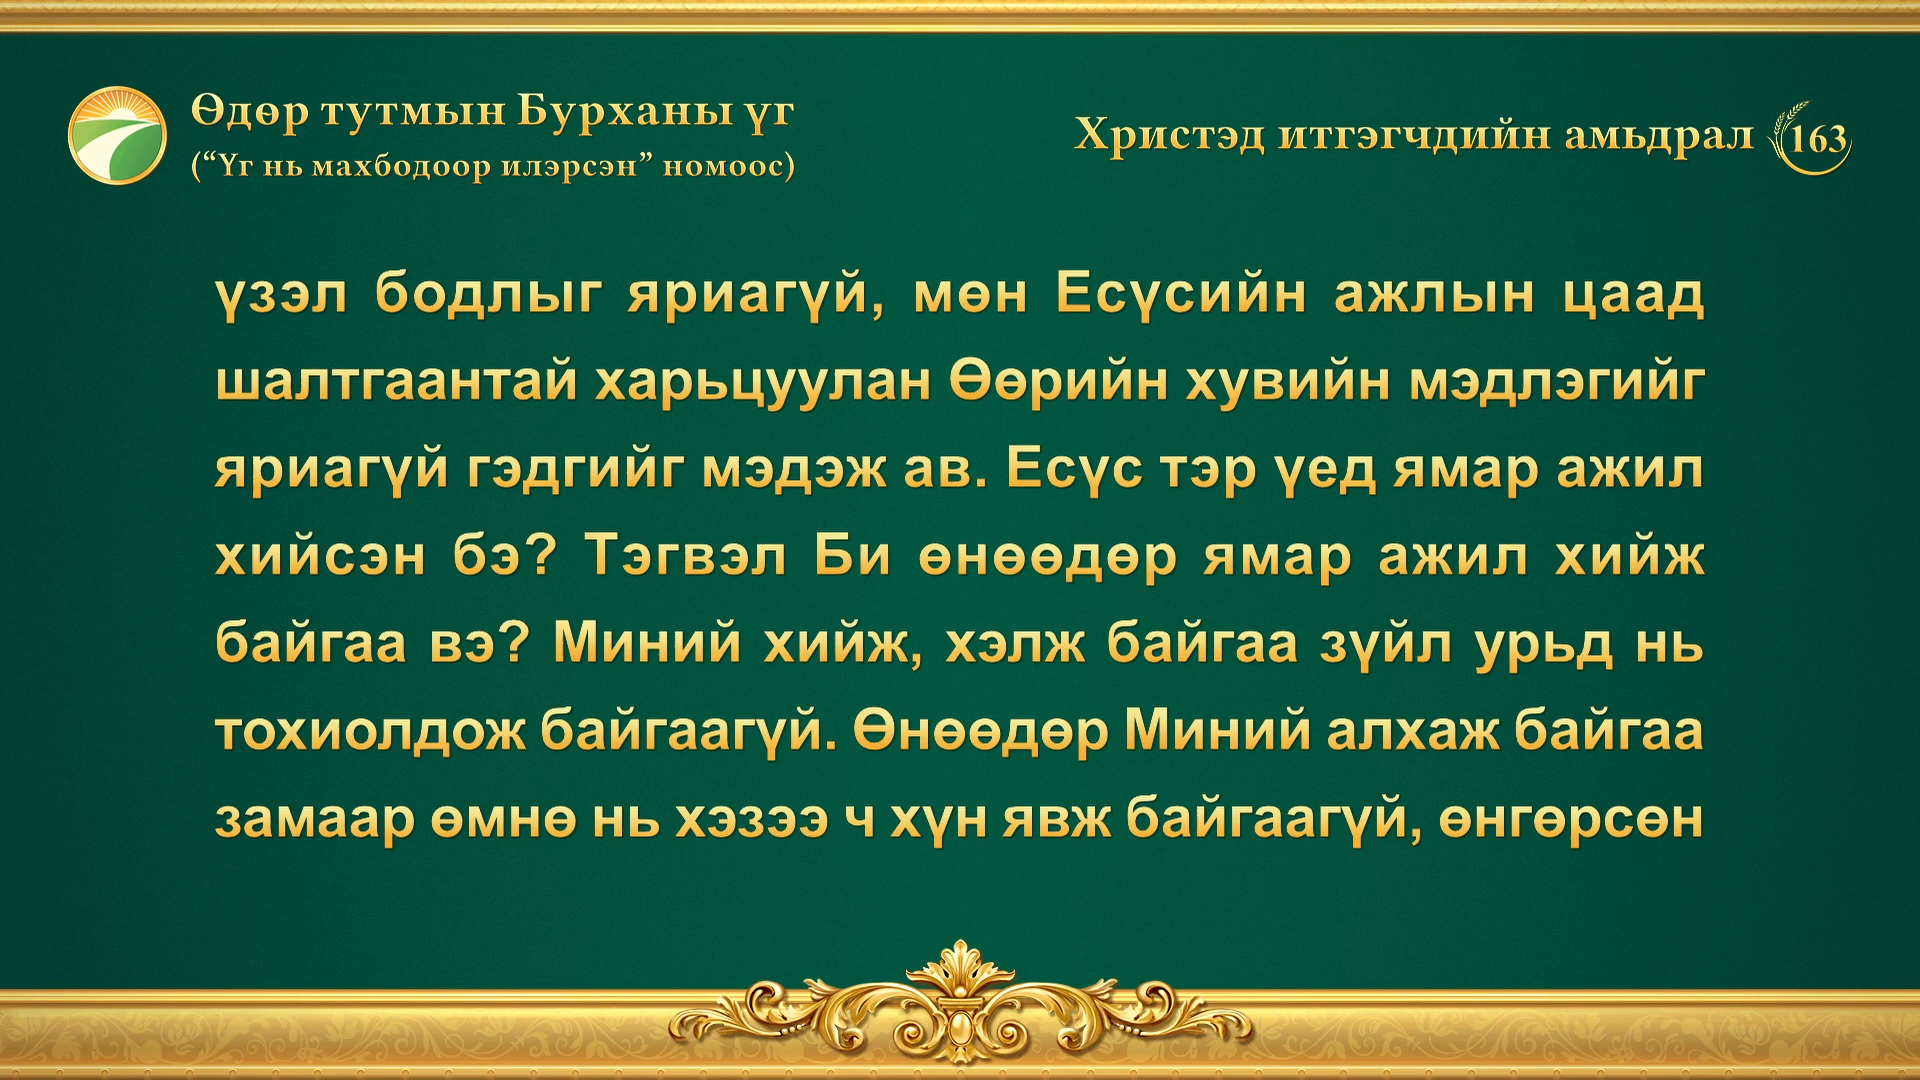 Өдөр тутмын Бурханы үг
(“Үг нь махбодоор илэрсэн” номоос)
Христэд итгэгчдийн амьдрал 163
үзэл бодлыг яриагүй, мөн Есүсийн ажлын цаад
шалтгаантай харьцуулан Өөрийн хувийн мэдлэгийг
яриагүй гэдгийг мэдэж ав. Есүс тэр үед ямар ажил
хийсэн бэ? Тэгвэл Би өнөөдөр ямар ажил хийж
байгаа вэ? Миний хийж, хэлж байгаа зүйл урьд нь
тохиолдож байгаагүй. Өнөөдөр Миний алхаж байгаа
замаар өмнө нь хэзээ ч хүн явж байгаагүй, өнгөрсөн